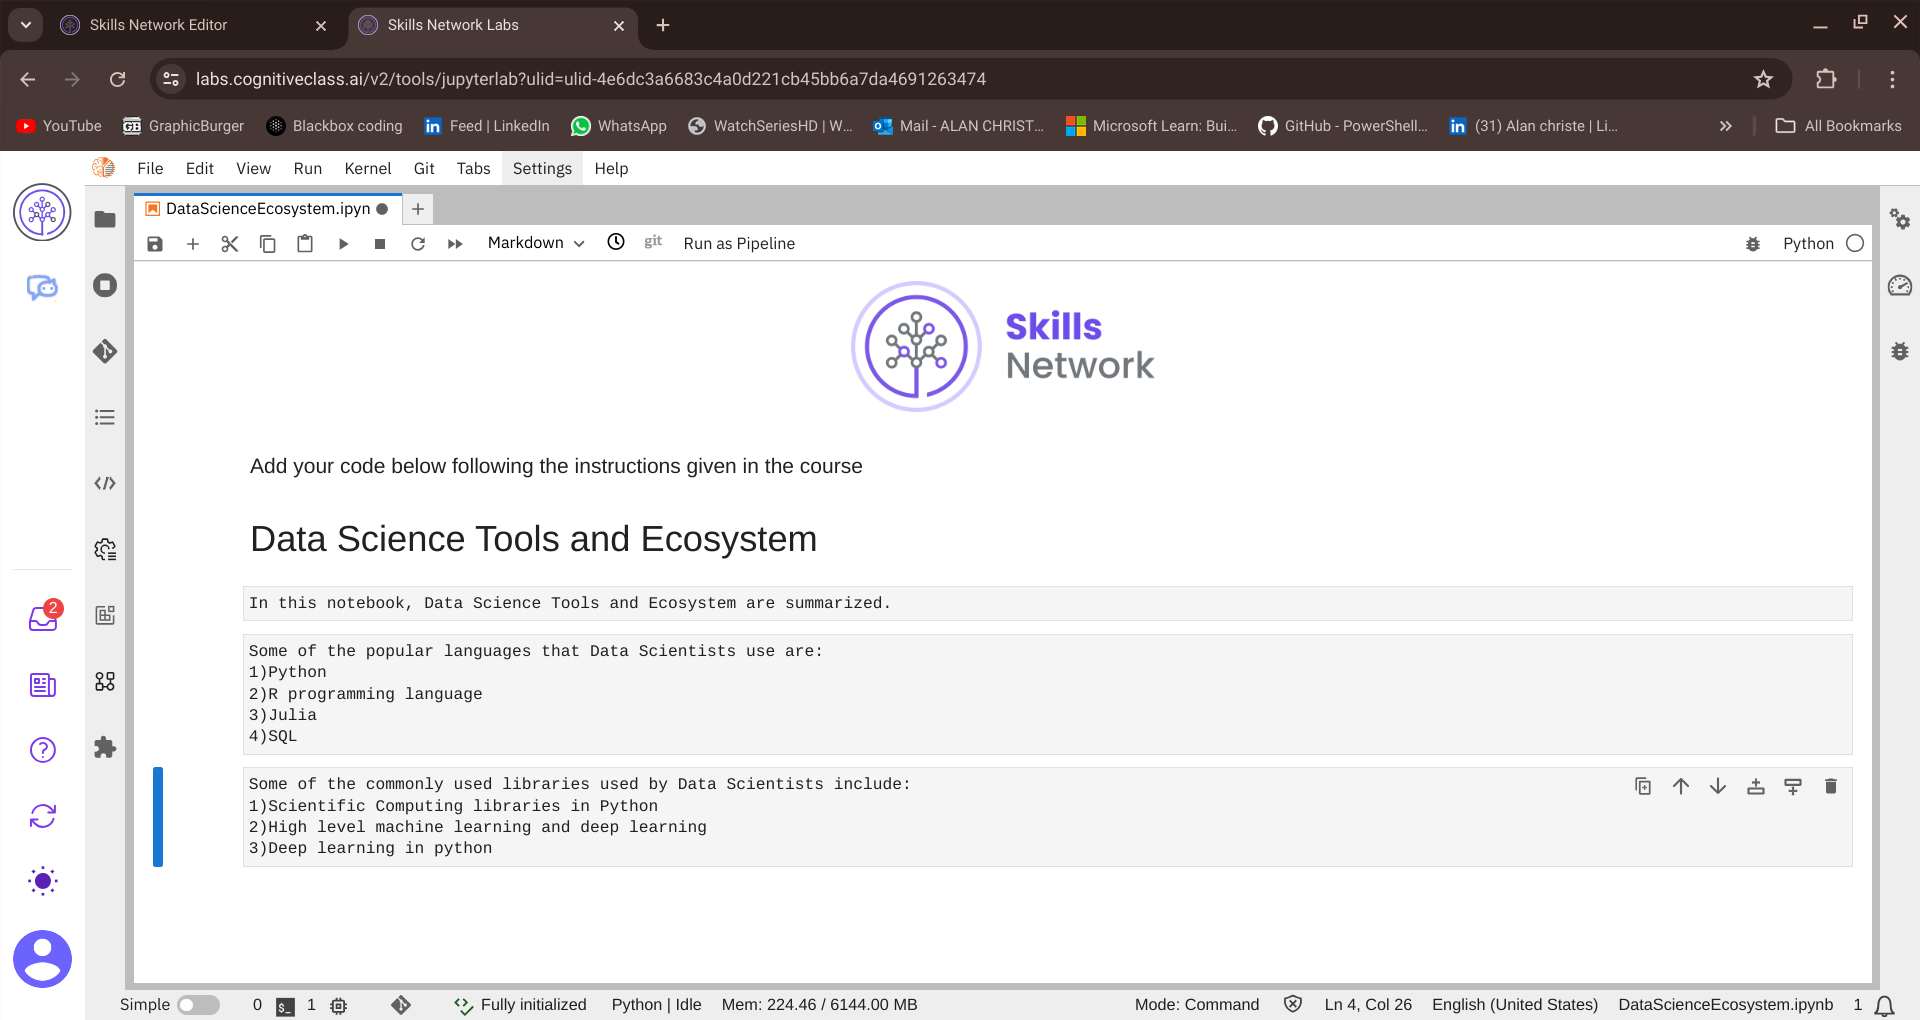 Skills Network Editor
Skills Network Labs
labs.cognitiveclass.ai/v2/tools/jupyterlab?ulid=ulid-4e6dc3a6683c4a0d221cb45bb6a7da4691263474
YouTube GraphicBurger Blackbox coding Feed | LinkedIn WhatsApp WatchSeriesHD | W... Mail - ALAN CHRIST... Microsoft Learn: Bui... GitHub - PowerShell... (31) Alan christe | Li... All Bookmarks
File Edit View Run Kernel Git Tabs Settings Help
DataScienceEcosystem.ipyn
Markdown git Run as Pipeline Python
Skills
Network
Add your code below following the instructions given in the course
Data Science Tools and Ecosystem
In this notebook, Data Science Tools and Ecosystem are summarized.
Some of the popular languages that Data Scientists use are:
1)Python
2)R programming language
3)Julia
4)SQL
Some of the commonly used libraries used by Data Scientists include:
1)Scientific Computing libraries in Python
2)High level machine learning and deep learning
3)Deep learning in python
2
Simple 0 $_ 1 Fully initialized Python | Idle Mem: 224.46 / 6144.00 MB Mode: Command Ln 4, Col 26 English (United States) DataScienceEcosystem.ipynb 1